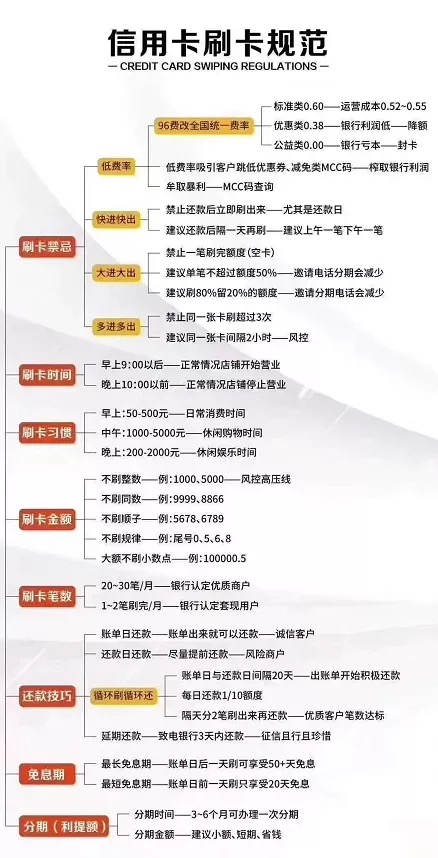 信用卡刷卡规范
CREDIT CARD SWIPING REGULATIONS
刷卡禁忌
低费率
96费改全国统一费率
标准类0.60——运营成本0.52~0.55
优惠类0.38——银行利润低——降额
公益类0.00——银行亏本——封卡
低费率吸引客户跳低优惠券、减免类MCC码——榨取银行利润
牟取暴利——MCC码查询
快进快出
禁止还款后立即刷出来——尤其是还款日
建议还款后隔一天再刷——建议上午一笔下午一笔
大进大出
禁止一笔刷完额度(空卡)
建议单笔不超过额度50%——邀请电话分期会减少
建议刷80%留20%的额度——邀请分期电话会减少
多进多出
禁止同一张卡刷超过3次
建议同一张卡间隔2小时——风控
刷卡时间
早上9:00以后——正常情况店铺开始营业
晚上10:00以前——正常情况店铺停止营业
刷卡习惯
早上:50-500元——日常消费时间
中午:1000-5000元——休闲购物时间
晚上:200-2000元——休闲娱乐时间
刷卡金额
不刷整数——例:1000、5000——风控高压线
不刷同数——例:9999、8866
不刷顺子——例:5678、6789
不刷规律——例:尾号0、5、6、8
大额不刷小数点——例:100000.5
刷卡笔数
20~30笔/月——银行认定优质商户
1~2笔刷完/月——银行认定套现用户
还款技巧
账单日还款——账单出来就可以还款——诚信客户
还款日还款——尽量提前还款——风险商户
循环刷循环还
账单日与还款日间隔20天——出账单开始积极还款
每日还款1/10额度
隔天分2笔刷出来再还款——优质客户笔数达标
延期还款——致电银行3天内还款——征信且行且珍惜
免息期
最长免息期——账单日后一天刷可享受50+天免息
最短免息期——账单日前一天刷只享受20天免息
分期(利提额)
分期时间——3~6个月可办理一次分期
分期金额——建议小额、短期、省钱